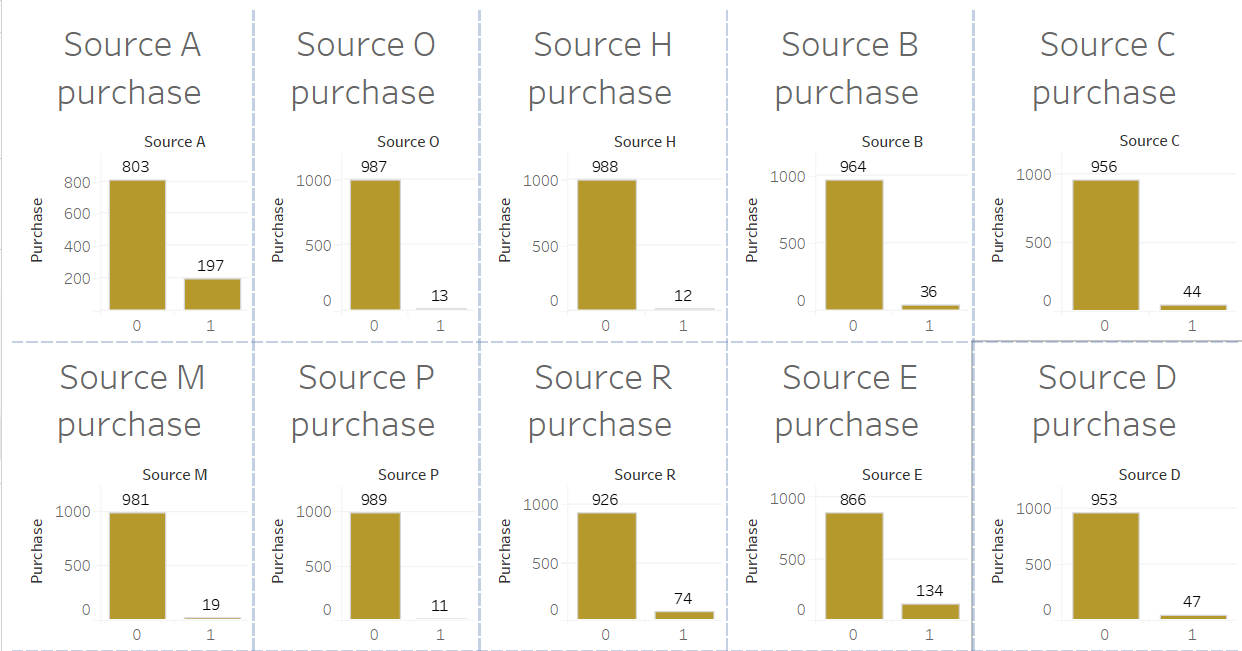 Source A
purchase
Source A
803
197
800
600
400
200
Purchase
0 1
Source O
purchase
Source O
987
13
1000
500
0
Purchase
0 1
Source H
purchase
Source H
988
12
1000
500
0
Purchase
0 1
Source B
purchase
Source B
964
36
1000
500
0
Purchase
0 1
Source C
purchase
Source C
956
44
1000
500
0
Purchase
0 1
Source M
purchase
Source M
981
19
1000
500
0
Purchase
0 1
Source P
purchase
Source P
989
11
1000
500
0
Purchase
0 1
Source R
purchase
Source R
926
74
1000
500
0
Purchase
0 1
Source E
purchase
Source E
866
134
1000
500
0
Purchase
0 1
Source D
purchase
Source D
953
47
1000
500
0
Purchase
0 1